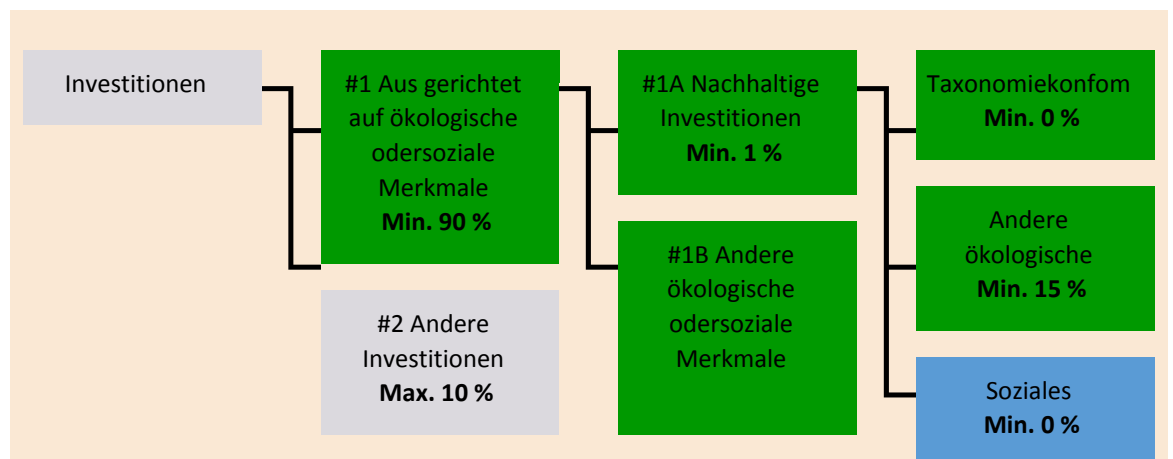 Investitionen
#1 Aus gerichtet
auf ökologische
odersoziale
Merkmale
Min. 90 %
#2 Andere
Investitionen
Max. 10 %
#1A Nachhaltige
Investitionen
Min. 1 %
#1B Andere
ökologische
odersoziale
Merkmale
Taxonomiekonfom
Min. 0 %
Andere
ökologische
Min. 15 %
Soziales
Min. 0 %